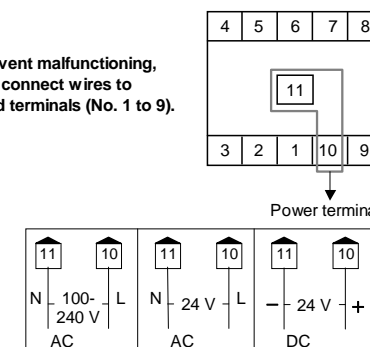 4 5 6 7 8
vent malfunctioning,
connect wires to
d terminals (No. 1 to 9).
11
3 2 1 10 9
Power termina
11 10 11 10 11 10
N 100-240 V L N 24 V L − 24 V +
AC AC DC